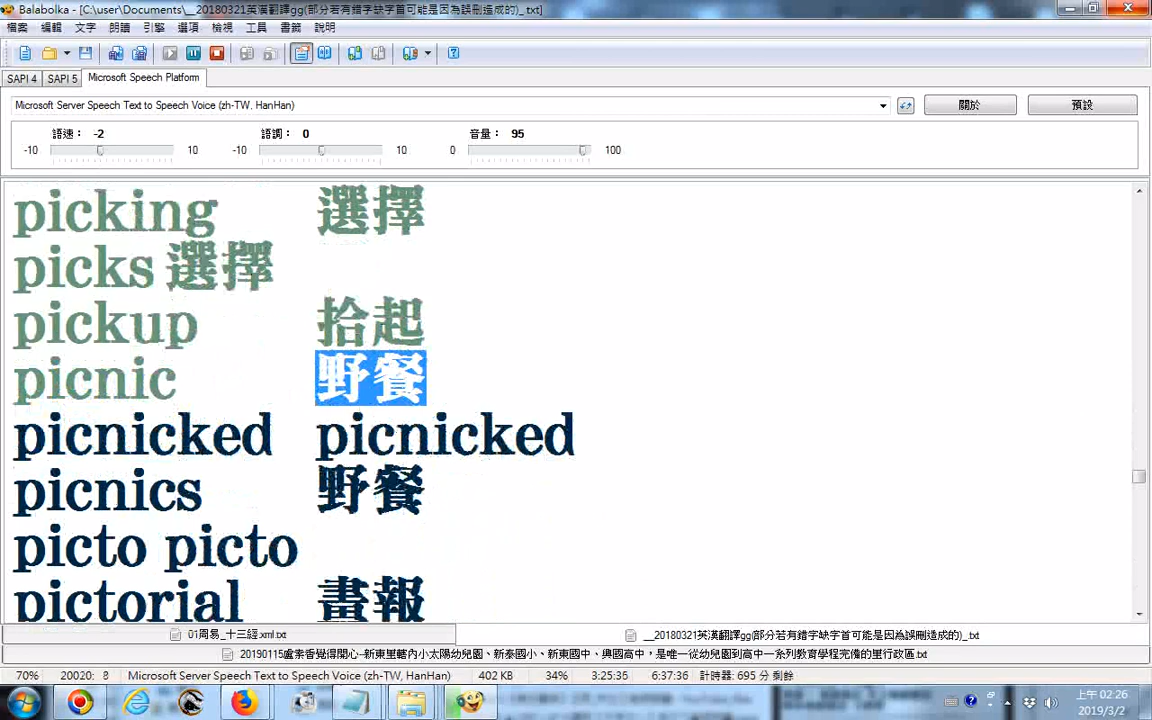 Balabolka - [C:\user\Documents\__20180321英漢翻譯gg(部分若有錯字缺字首可能是因為誤刪造成的)_.txt]
檔案 編輯 文字 朗讀 引擎 選項 檢視 工具 書籤 說明
SAPI 4 SAPI 5 Microsoft Speech Platform
Microsoft Server Speech Text to Speech Voice (zh-TW, HanHan) 關於 預設
語速： -2 語調： 0 音量： 95
-10 10 -10 10 0 100
picking 選擇
picks 選擇
pickup 拾起
picnic 野餐
picnicked picnicked
picnics 野餐
picto picto
pictorial 畫報
01周易_十三經.xml.txt __20180321英漢翻譯gg(部分若有錯字缺字首可能是因為誤刪造成的)_.txt
20190115盧素香覺得開心-新東里轄內小太陽幼兒園、新泰國小、新東國中、興國高中，是唯一從幼兒園到高中一系列教育學程完備的里行政區.txt
70% 20020: 8 Microsoft Server Speech Text to Speech Voice (zh-TW, HanHan) 402 KB 34% 3:25:35 6:37:36 計時器: 695 分 剩餘
上午 02:26
2019/3/2